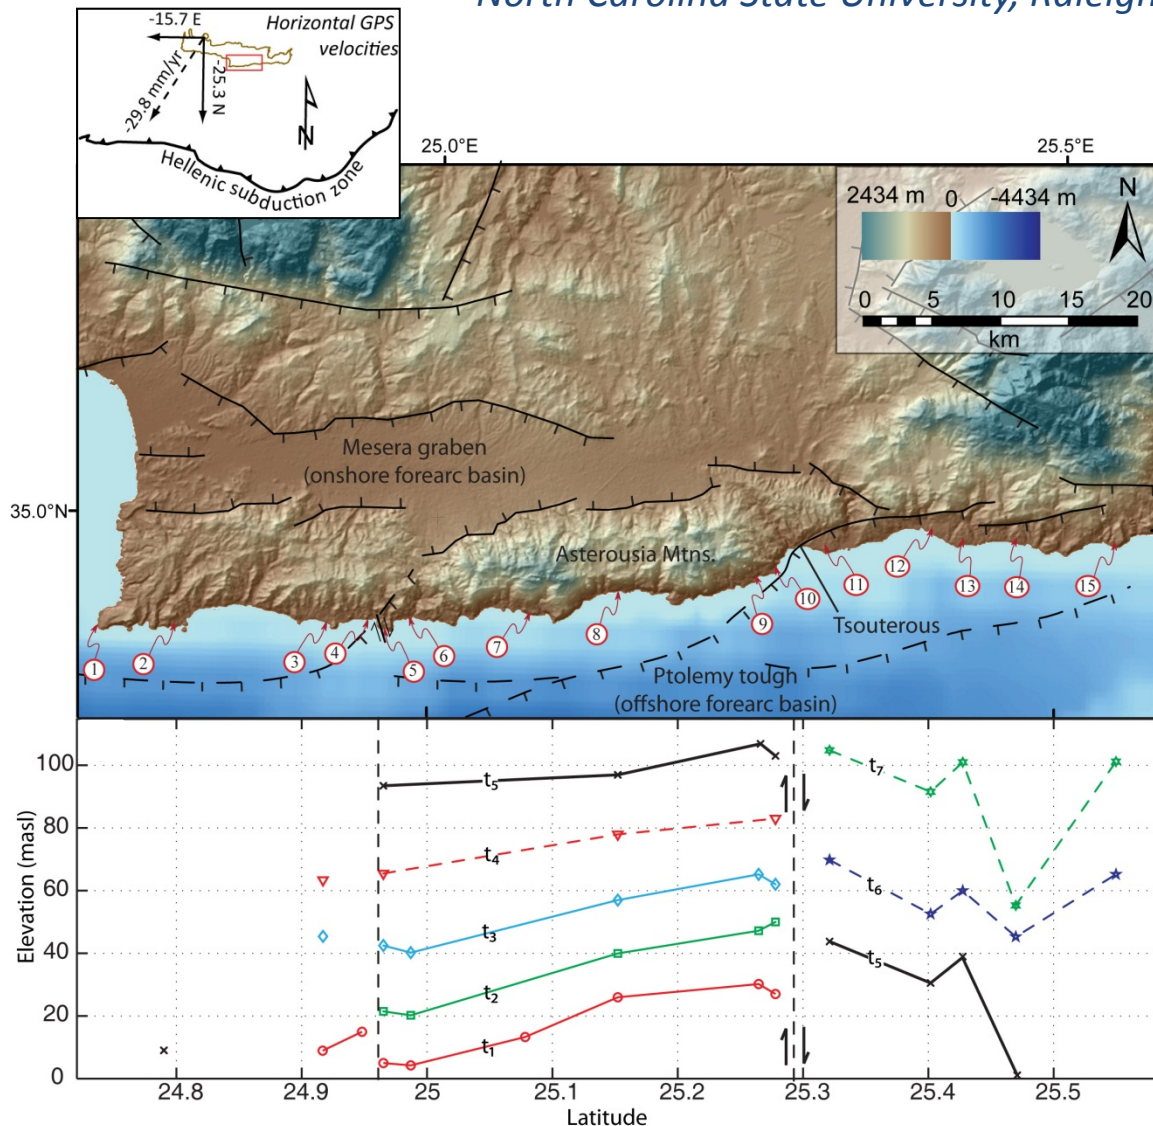 North Carolina State University, Raleigh
-15.7 E
Horizontal GPS
velocities
-29.8 mm/yr
-25.3 N
N
Hellenic subduction zone
25.0°E
25.5°E
2434 m 0 -4434 m
N
0 5 10 15 20
km
Mesera graben
(onshore forearc basin)
35.0°N
Asterousia Mtns.
1 2 3 4 5 6 7 8 9 10 11 12 13 14 15
Tsouterous
Ptolemy tough
(offshore forearc basin)
Elevation (masl)
100
80
60
40
20
0
t₅
t₄
t₃
t₂
t₁
t₇
t₆
t₅
24.8 24.9 25 25.1 25.2 25.3 25.4 25.5
Latitude